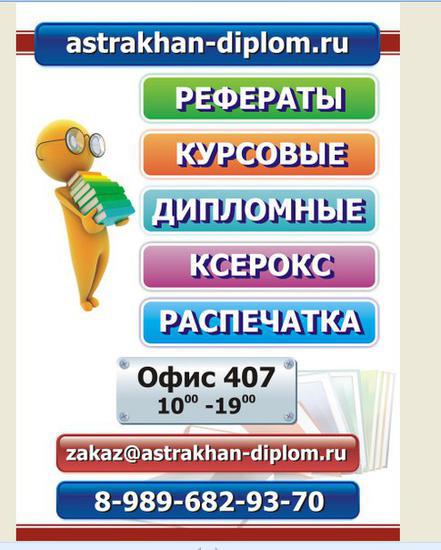 astrakhan-diplom.ru
РЕФЕРАТЫ
КУРСОВЫЕ
ДИПЛОМНЫЕ
КСЕРОКС
РАСПЕЧАТКА
Офис 407
10⁰⁰ -19⁰⁰
zakaz@astrakhan-diplom.ru
8-989-682-93-70